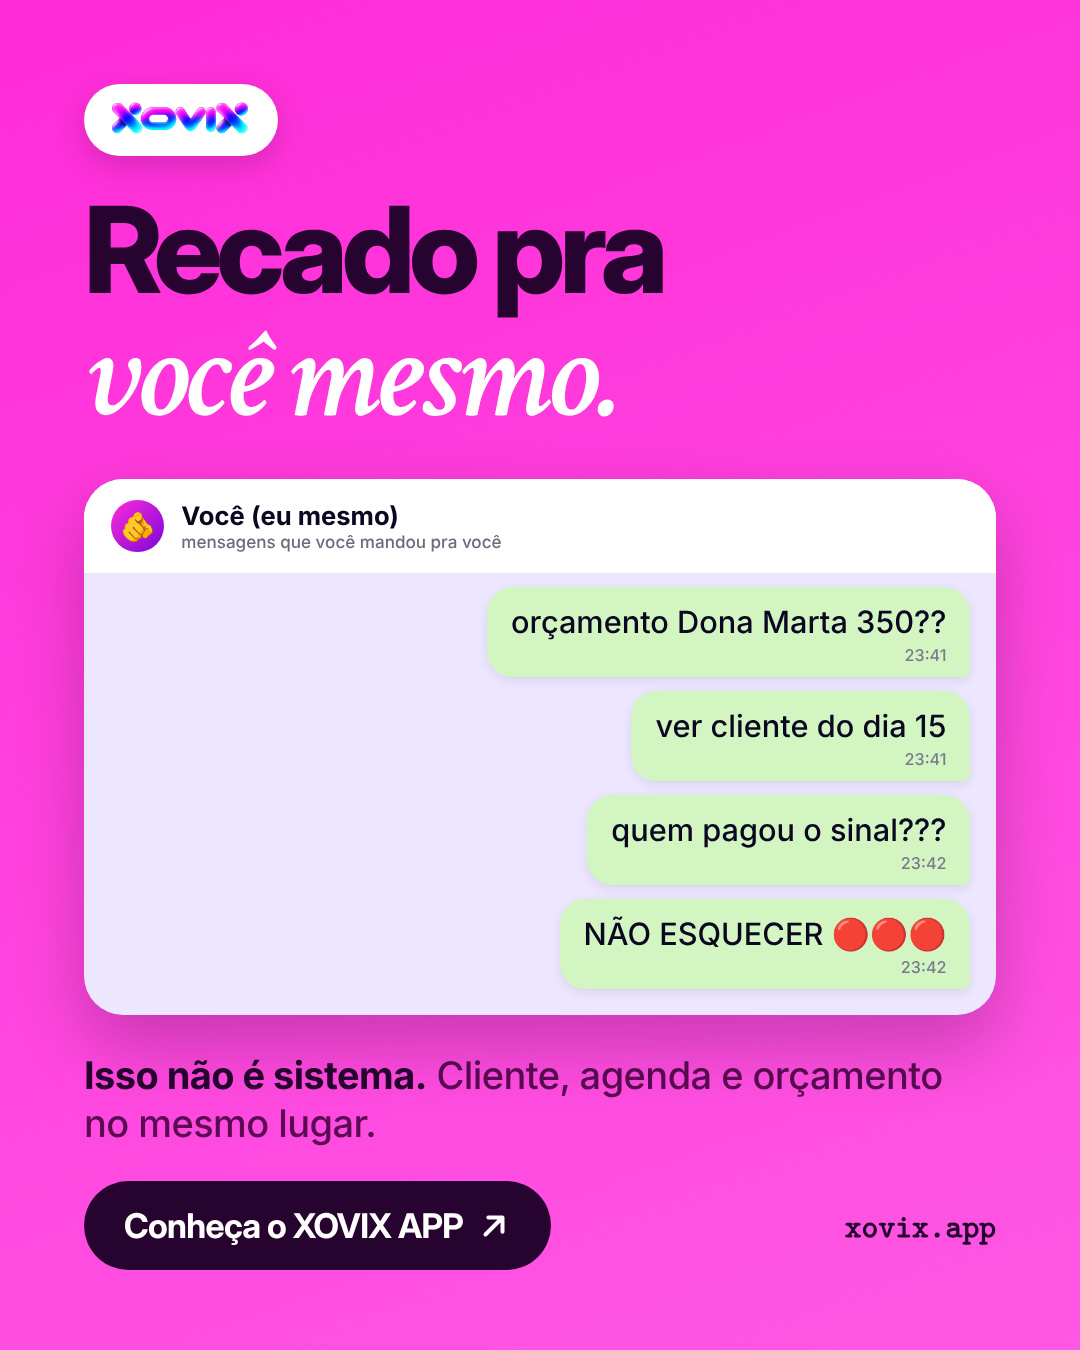 XOVIX
Recado pra
você mesmo.
Você (eu mesmo)
mensagens que você mandou pra você
orçamento Dona Marta 350??
23:41
ver cliente do dia 15
23:41
quem pagou o sinal???
23:42
NÃO ESQUECER 🔴🔴🔴
23:42
Isso não é sistema. Cliente, agenda e orçamento
no mesmo lugar.
Conheça o XOVIX APP ↗
xovix.app